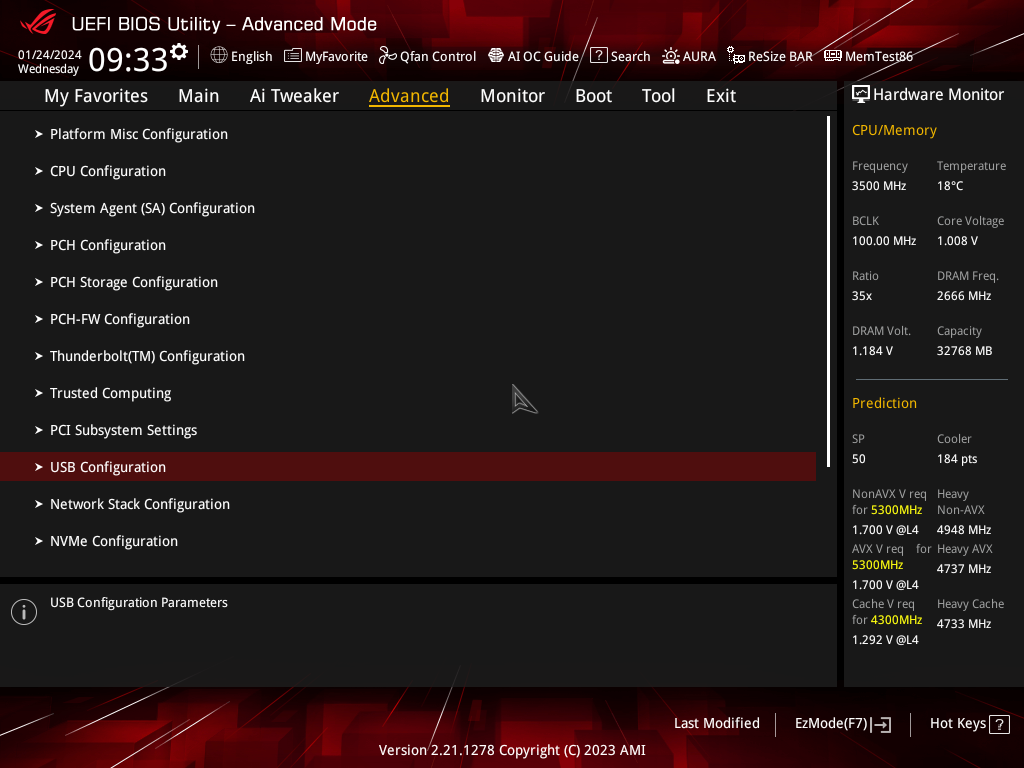 UEFI BIOS Utility – Advanced Mode
01/24/2024
Wednesday
09:33
English
MyFavorite
Qfan Control
AI OC Guide
? Search
AURA
ReSize BAR
MemTest86
My Favorites
Main
Ai Tweaker
Advanced
Monitor
Boot
Tool
Exit
Platform Misc Configuration
CPU Configuration
System Agent (SA) Configuration
PCH Configuration
PCH Storage Configuration
PCH-FW Configuration
Thunderbolt(TM) Configuration
Trusted Computing
PCI Subsystem Settings
USB Configuration
Network Stack Configuration
NVMe Configuration
USB Configuration Parameters
Hardware Monitor
CPU/Memory
Frequency Temperature
3500 MHz 18°C
BCLK Core Voltage
100.00 MHz 1.008 V
Ratio DRAM Freq.
35x 2666 MHz
DRAM Volt. Capacity
1.184 V 32768 MB
Prediction
SP Cooler
50 184 pts
NonAVX V req Heavy
for 5300MHz Non-AVX
1.700 V @L4 4948 MHz
AVX V req for Heavy AVX
5300MHz 4737 MHz
1.700 V @L4
Cache V req Heavy Cache
for 4300MHz 4733 MHz
1.292 V @L4
Last Modified
EzMode(F7)
Hot Keys ?
Version 2.21.1278 Copyright (C) 2023 AMI